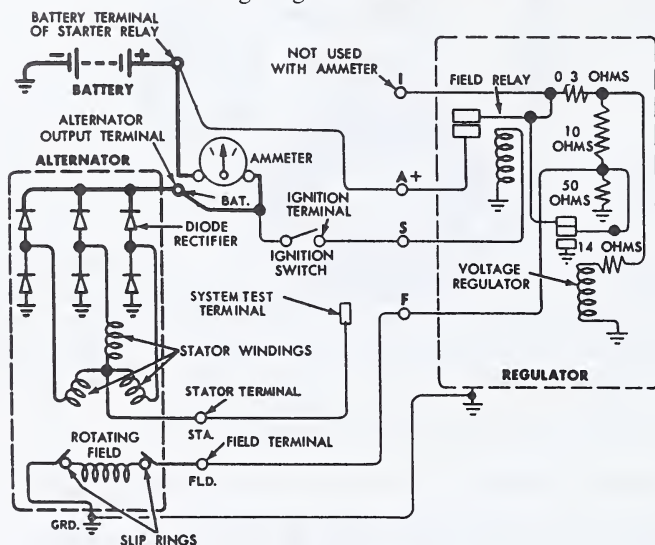 BATTERY TERMINAL
OF STARTER RELAY
- +
BATTERY
ALTERNATOR
OUTPUT TERMINAL
ALTERNATOR
BAT.
DIODE
RECTIFIER
AMMETER
IGNITION
TERMINAL
IGNITION
SWITCH
SYSTEM TEST
TERMINAL
STATOR WINDINGS
STATOR TERMINAL
STA.
ROTATING
FIELD
FIELD TERMINAL
FLD.
GRD.
SLIP RINGS
NOT USED
WITH AMMETER
I
A+
S
F
FIELD RELAY
0 3 OHMS
10
OHMS
50
OHMS
14 OHMS
VOLTAGE
REGULATOR
REGULATOR